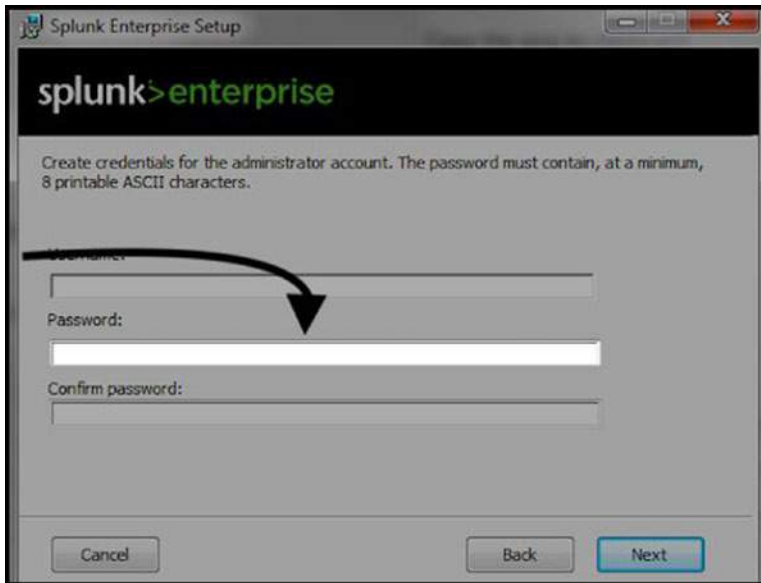 Splunk Enterprise Setup
splunk>enterprise
Create credentials for the administrator account. The password must contain, at a minimum,
8 printable ASCII characters.
Username:
Password:
Confirm password:
Cancel
Back
Next